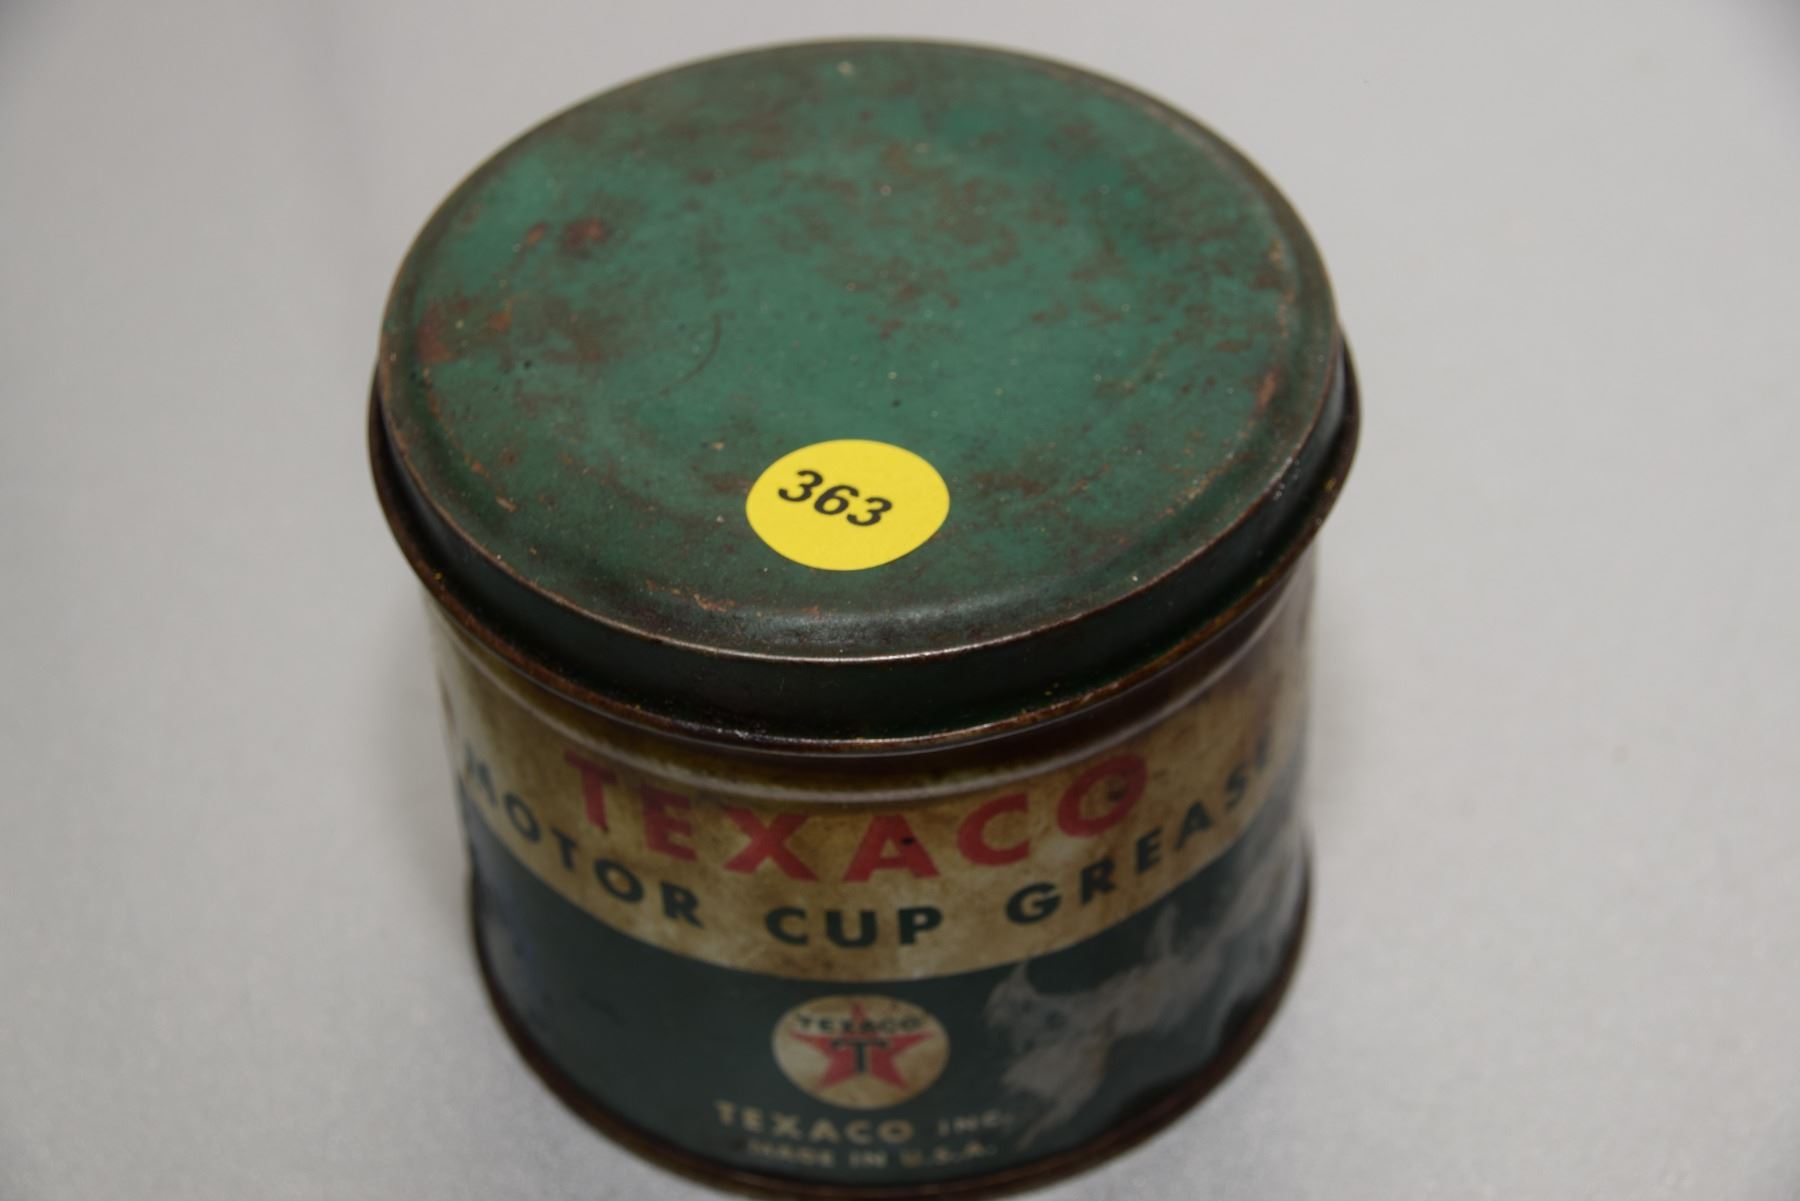 363
TEXACO
MOTOR CUP GREASE
TEXACO
T
TEXACO INC.
MADE IN U.S.A.